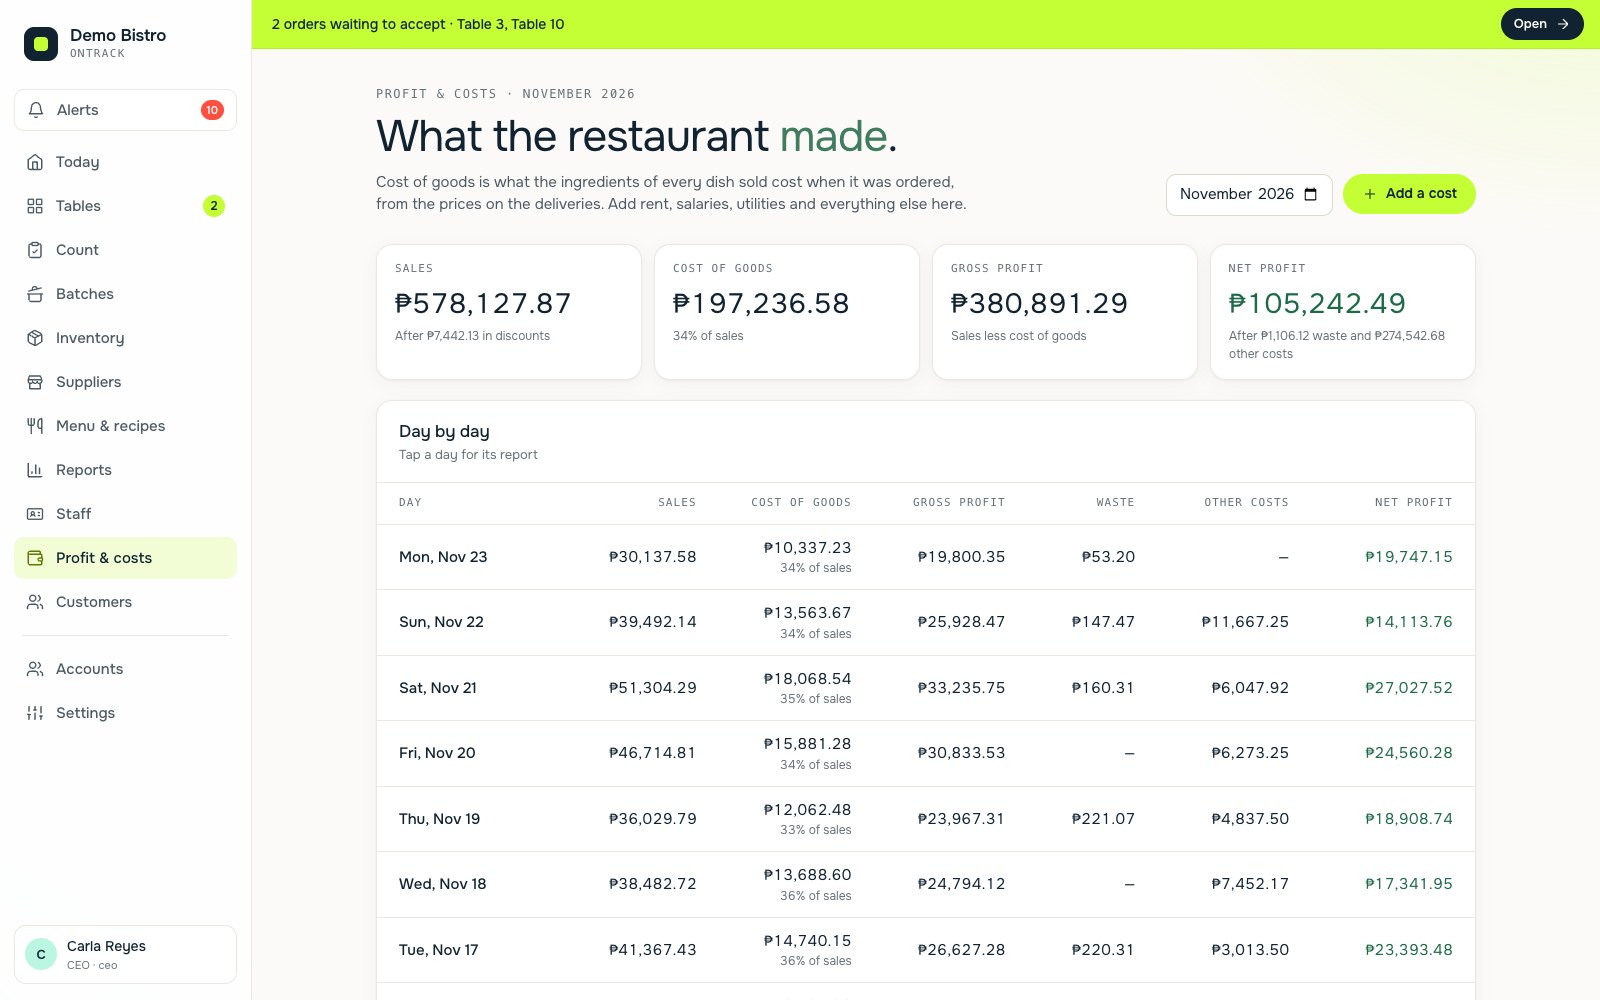 Demo Bistro
ONTRACK
Alerts 10
Today
Tables 2
Count
Batches
Inventory
Suppliers
Menu & recipes
Reports
Staff
Profit & costs
Customers
Accounts
Settings
C
Carla Reyes
CEO · ceo
2 orders waiting to accept · Table 3, Table 10
Open
PROFIT & COSTS · NOVEMBER 2026
What the restaurant made.
Cost of goods is what the ingredients of every dish sold cost when it was ordered,
from the prices on the deliveries. Add rent, salaries, utilities and everything else here.
November 2026
Add a cost
SALES
₱578,127.87
After ₱7,442.13 in discounts
COST OF GOODS
₱197,236.58
34% of sales
GROSS PROFIT
₱380,891.29
Sales less cost of goods
NET PROFIT
₱105,242.49
After ₱1,106.12 waste and ₱274,542.68
other costs
Day by day
Tap a day for its report
DAY SALES COST OF GOODS GROSS PROFIT WASTE OTHER COSTS NET PROFIT
Mon, Nov 23 ₱30,137.58 ₱10,337.23 ₱19,800.35 ₱53.20 — ₱19,747.15
34% of sales
Sun, Nov 22 ₱39,492.14 ₱13,563.67 ₱25,928.47 ₱147.47 ₱11,667.25 ₱14,113.76
34% of sales
Sat, Nov 21 ₱51,304.29 ₱18,068.54 ₱33,235.75 ₱160.31 ₱6,047.92 ₱27,027.52
35% of sales
Fri, Nov 20 ₱46,714.81 ₱15,881.28 ₱30,833.53 — ₱6,273.25 ₱24,560.28
34% of sales
Thu, Nov 19 ₱36,029.79 ₱12,062.48 ₱23,967.31 ₱221.07 ₱4,837.50 ₱18,908.74
33% of sales
Wed, Nov 18 ₱38,482.72 ₱13,688.60 ₱24,794.12 — ₱7,452.17 ₱17,341.95
36% of sales
Tue, Nov 17 ₱41,367.43 ₱14,740.15 ₱26,627.28 ₱220.31 ₱3,013.50 ₱23,393.48
36% of sales